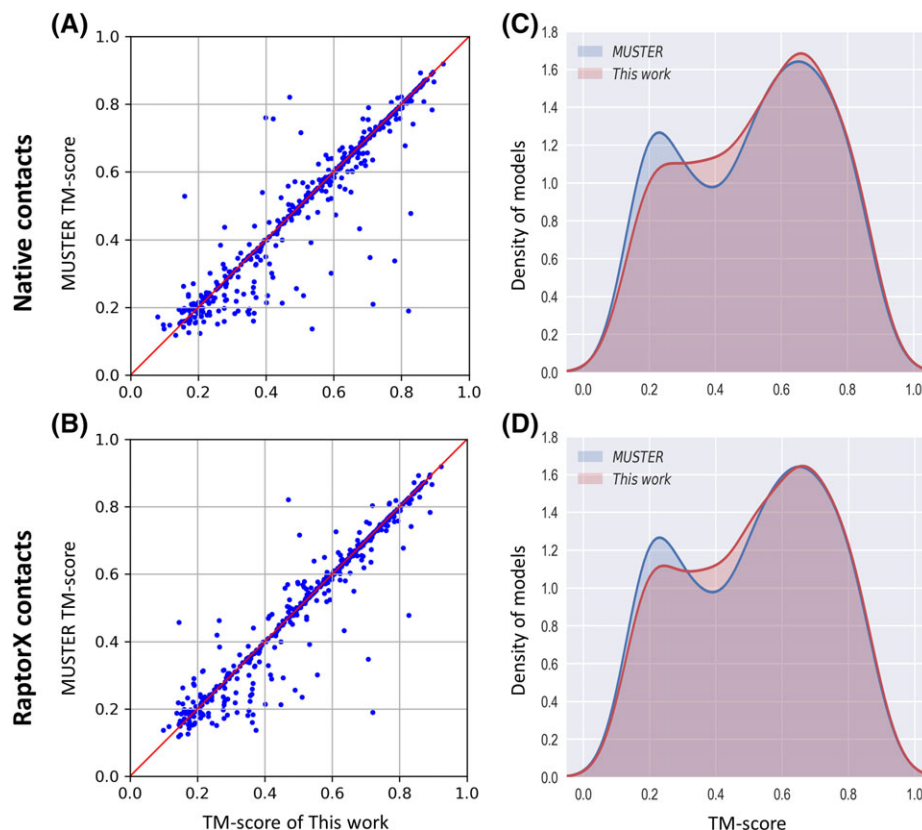 (A)
Native contacts
MUSTER TM-score
1.0
0.8
0.6
0.4
0.2
0.0
0.0 0.2 0.4 0.6 0.8 1.0
(C)
MUSTER
This work
Density of models
1.8
1.6
1.4
1.2
1.0
0.8
0.6
0.4
0.2
0.0
0.0 0.2 0.4 0.6 0.8 1.0
(B)
RaptorX contacts
MUSTER TM-score
1.0
0.8
0.6
0.4
0.2
0.0
0.0 0.2 0.4 0.6 0.8 1.0
TM-score of This work
(D)
MUSTER
This work
Density of models
1.8
1.6
1.4
1.2
1.0
0.8
0.6
0.4
0.2
0.0
0.0 0.2 0.4 0.6 0.8 1.0
TM-score